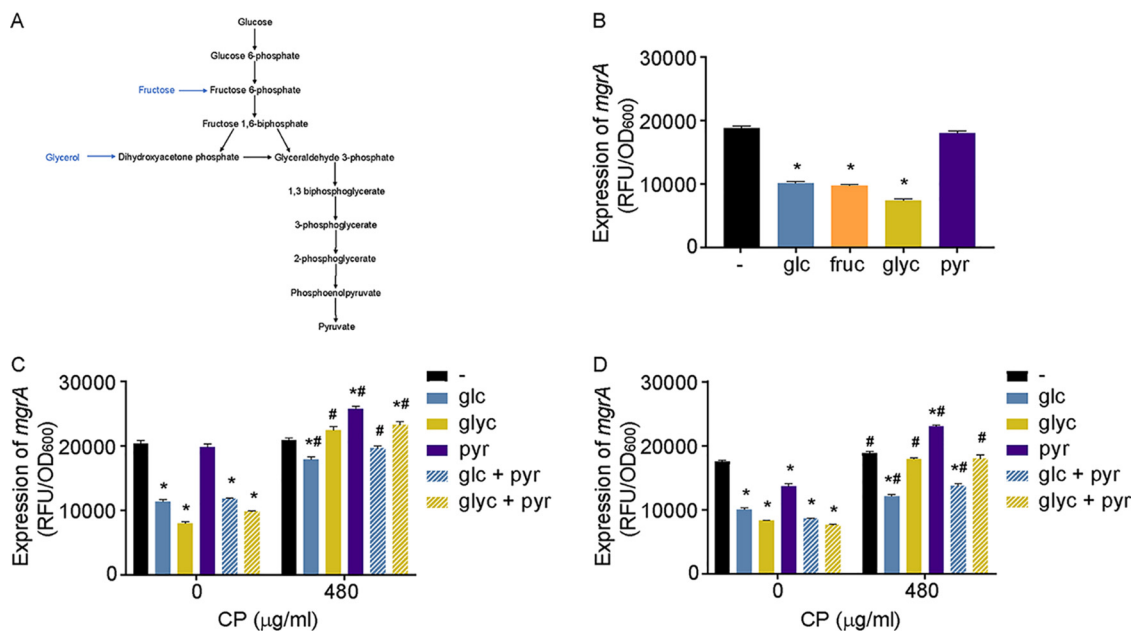 A
Glucose
Glucose 6-phosphate
Fructose
Fructose 6-phosphate
Fructose 1,6-biphosphate
Glycerol
Dihydroxyacetone phosphate
Glyceraldehyde 3-phosphate
1,3 biphosphoglycerate
3-phosphoglycerate
2-phosphoglycerate
Phosphoenolpyruvate
Pyruvate
B
Expression of mgrA
(RFU/OD600)
30000
20000
10000
0
* * *
- glc fruc glyc pyr
C
Expression of mgrA
(RFU/OD600)
30000
20000
10000
0
* * * *
*# # *# # *#
0 480
CP (μg/ml)
-
glc
glyc
pyr
glc + pyr
glyc + pyr
D
Expression of mgrA
(RFU/OD600)
30000
20000
10000
0
* * * * *
# *# # *# *# #
0 480
CP (μg/ml)
-
glc
glyc
pyr
glc + pyr
glyc + pyr